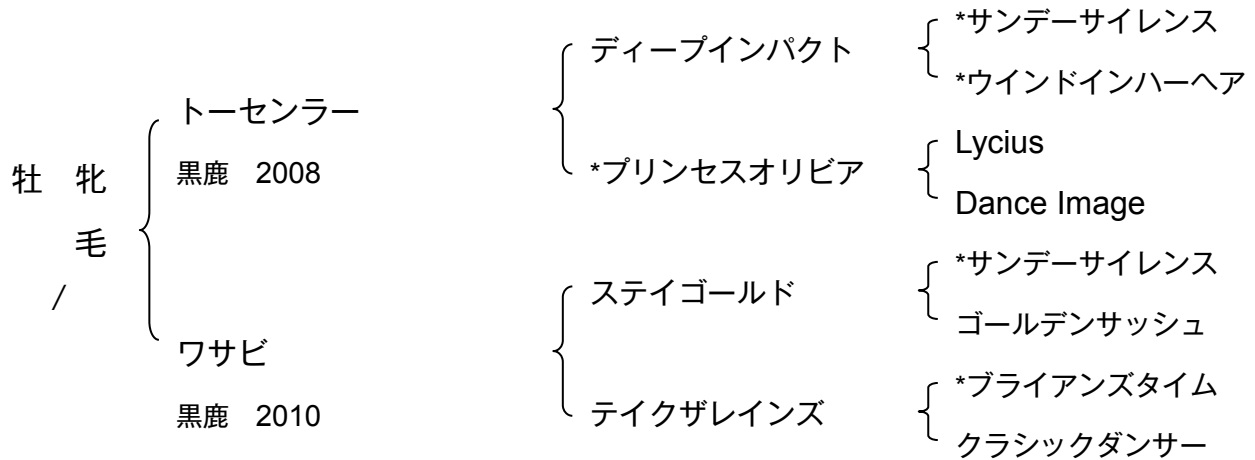 牡　牝
毛
/
トーセンラー
黒鹿　2008
ワサビ
黒鹿　2010
ディープインパクト
*プリンセスオリビア
ステイゴールド
テイクザレインズ
*サンデーサイレンス
*ウインドインハーヘア
Lycius
Dance Image
*サンデーサイレンス
ゴールデンサッシュ
*ブライアンズタイム
クラシックダンサー